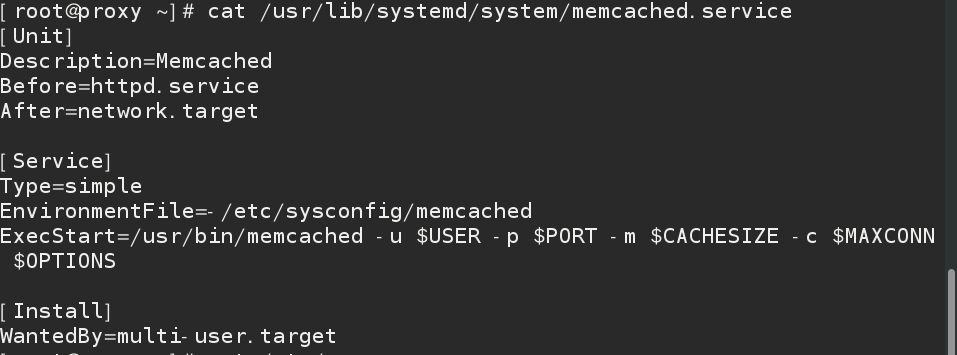 [root@proxy ~]# cat /usr/lib/systemd/system/memcached.service
[Unit]
Description=Memcached
Before=httpd.service
After=network.target
[Service]
Type=simple
EnvironmentFile=-/etc/sysconfig/memcached
ExecStart=/usr/bin/memcached -u $USER -p $PORT -m $CACHESIZE -c $MAXCONN
$OPTIONS
[Install]
WantedBy=multi-user.target